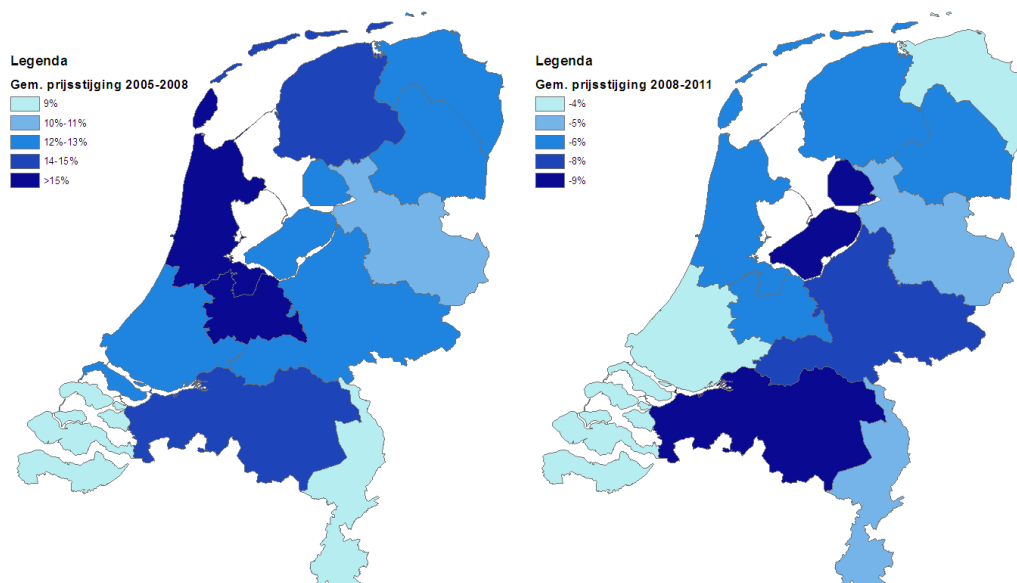 Legenda
Gem. prijsstijging 2005-2008
9%
10%-11%
12%-13%
14-15%
>15%
Legenda
Gem. prijsstijging 2008-2011
-4%
-5%
-6%
-8%
-9%